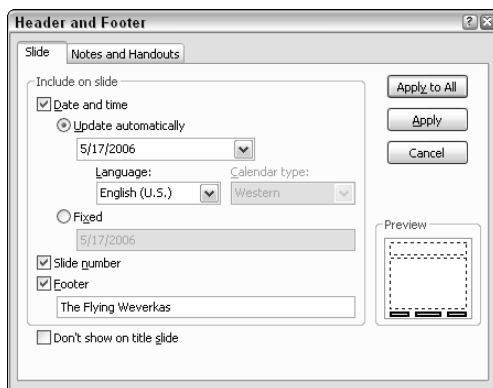 Header and Footer
Slide Notes and Handouts
Include on slide
Date and time
Update automatically
5/17/2006
Language: Calendar type:
English (U.S.) Western
Fixed
5/17/2006
Slide number
Footer
The Flying Weverkas
Don't show on title slide
Apply to All
Apply
Cancel
Preview